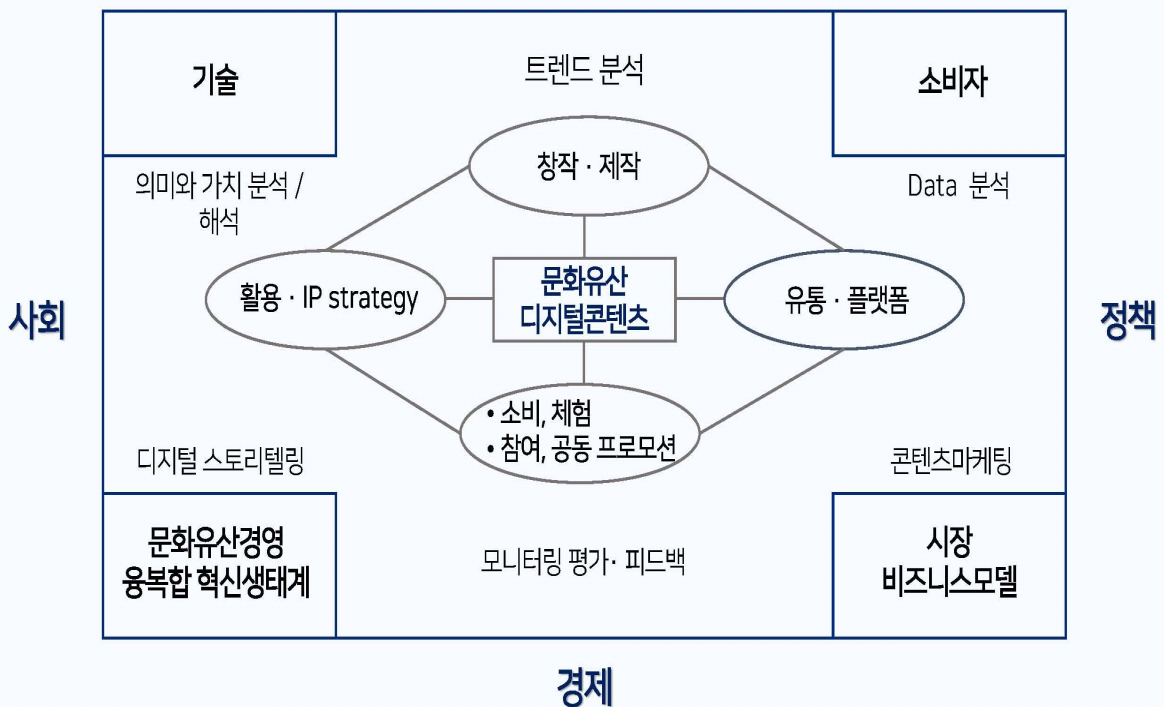 기술
트렌드 분석
소비자
창작 · 제작
의미와 가치 분석 /
해석
Data 분석
활용 · IP strategy
문화유산
디지털콘텐츠
유통 · 플랫폼
사회
정책
• 소비, 체험
• 참여, 공동 프로모션
디지털 스토리텔링
콘텐츠마케팅
문화유산경영
융복합 혁신생태계
모니터링 평가· 피드백
시장
비즈니스모델
경제